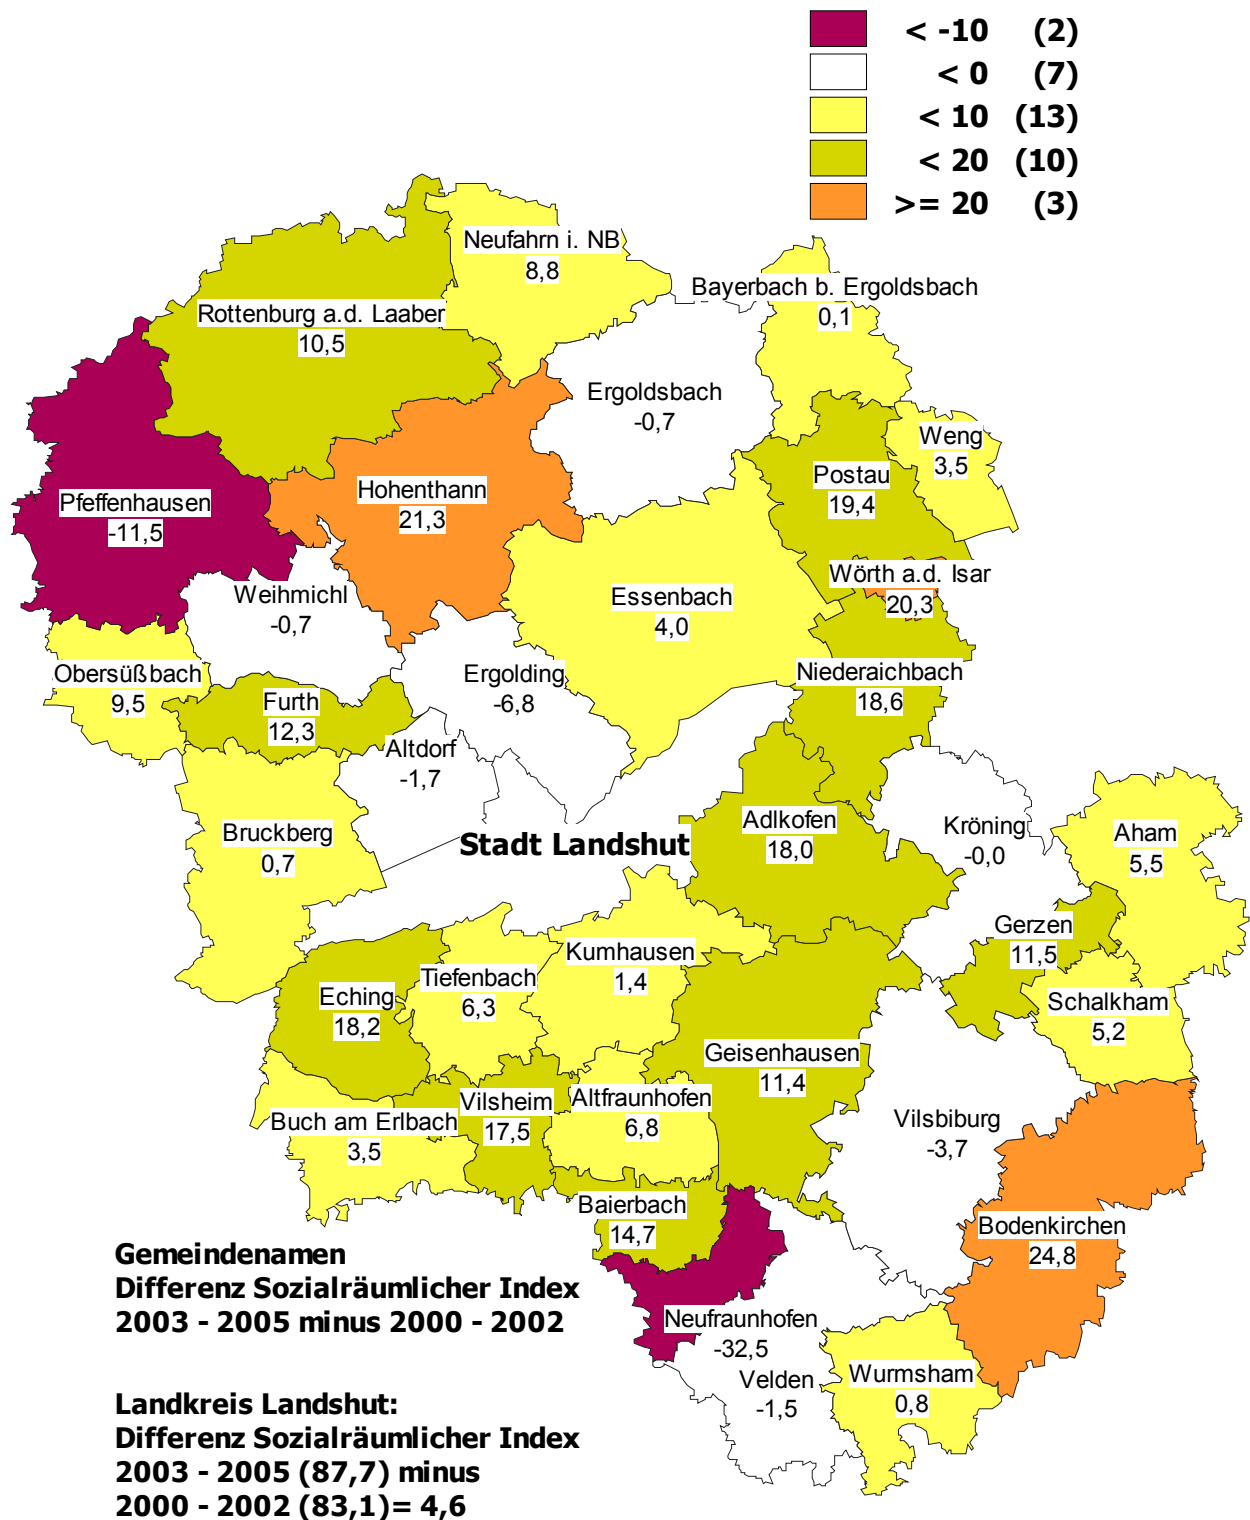 < -10 (2)
< 0 (7)
< 10 (13)
< 20 (10)
>= 20 (3)
Neufahrn i. NB
8,8
Bayerbach b. Ergoldsbach
0,1
Rottenburg a.d. Laaber
10,5
Ergoldsbach
-0,7
Weng
3,5
Postau
19,4
Hohenthann
21,3
Pfeffenhausen
-11,5
Wörth a.d. Isar
20,3
Weihmichl
-0,7
Essenbach
4,0
Obersüßbach
9,5
Furth
12,3
Ergolding
-6,8
Niederaichbach
18,6
Altdorf
-1,7
Bruckberg
0,7
Stadt Landshut
Adlkofen
18,0
Kröning
-0,0
Aham
5,5
Gerzen
11,5
Kumhausen
1,4
Tiefenbach
6,3
Eching
18,2
Schalkham
5,2
Geisenhausen
11,4
Vilsheim
17,5
Altfraunhofen
6,8
Buch am Erlbach
3,5
Vilsbiburg
-3,7
Baierbach
14,7
Bodenkirchen
24,8
Neufraunhofen
-32,5
Velden
-1,5
Wurmsham
0,8
Gemeindenamen
Differenz Sozialräumlicher Index
2003 - 2005 minus 2000 - 2002
Landkreis Landshut:
Differenz Sozialräumlicher Index
2003 - 2005 (87,7) minus
2000 - 2002 (83,1)= 4,6